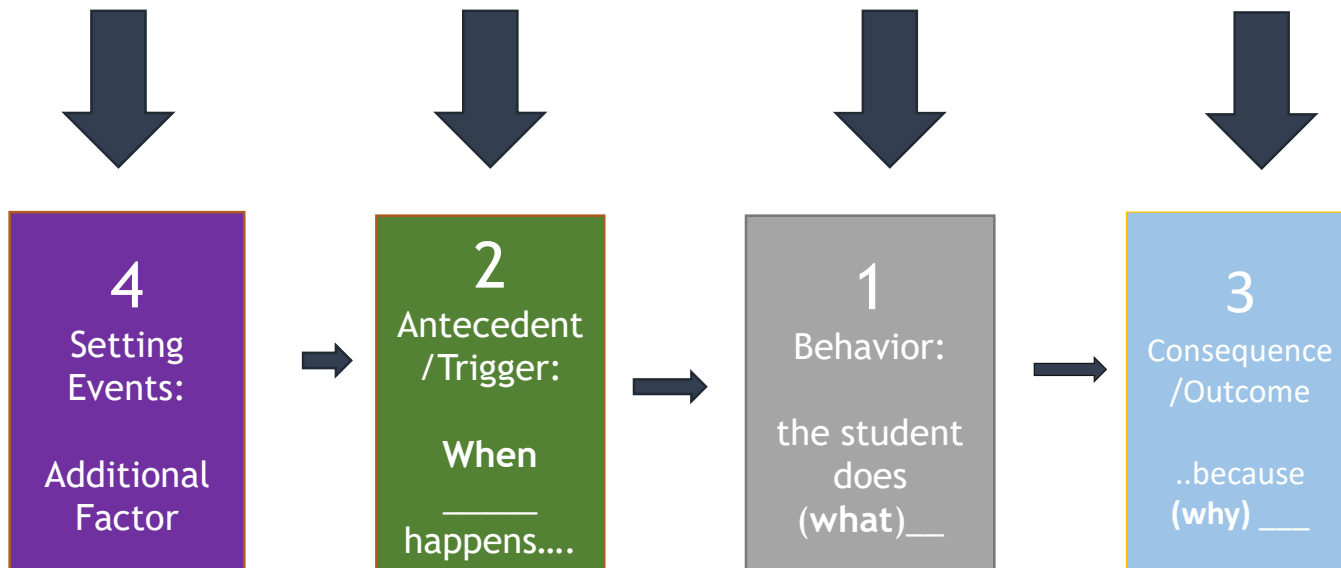 4
Setting
Events:
Additional
Factor
2
Antecedent
/Trigger:
When
_____
happens….
1
Behavior:
the student
does
(what)__
3
Consequence
/Outcome
..because
(why) ___